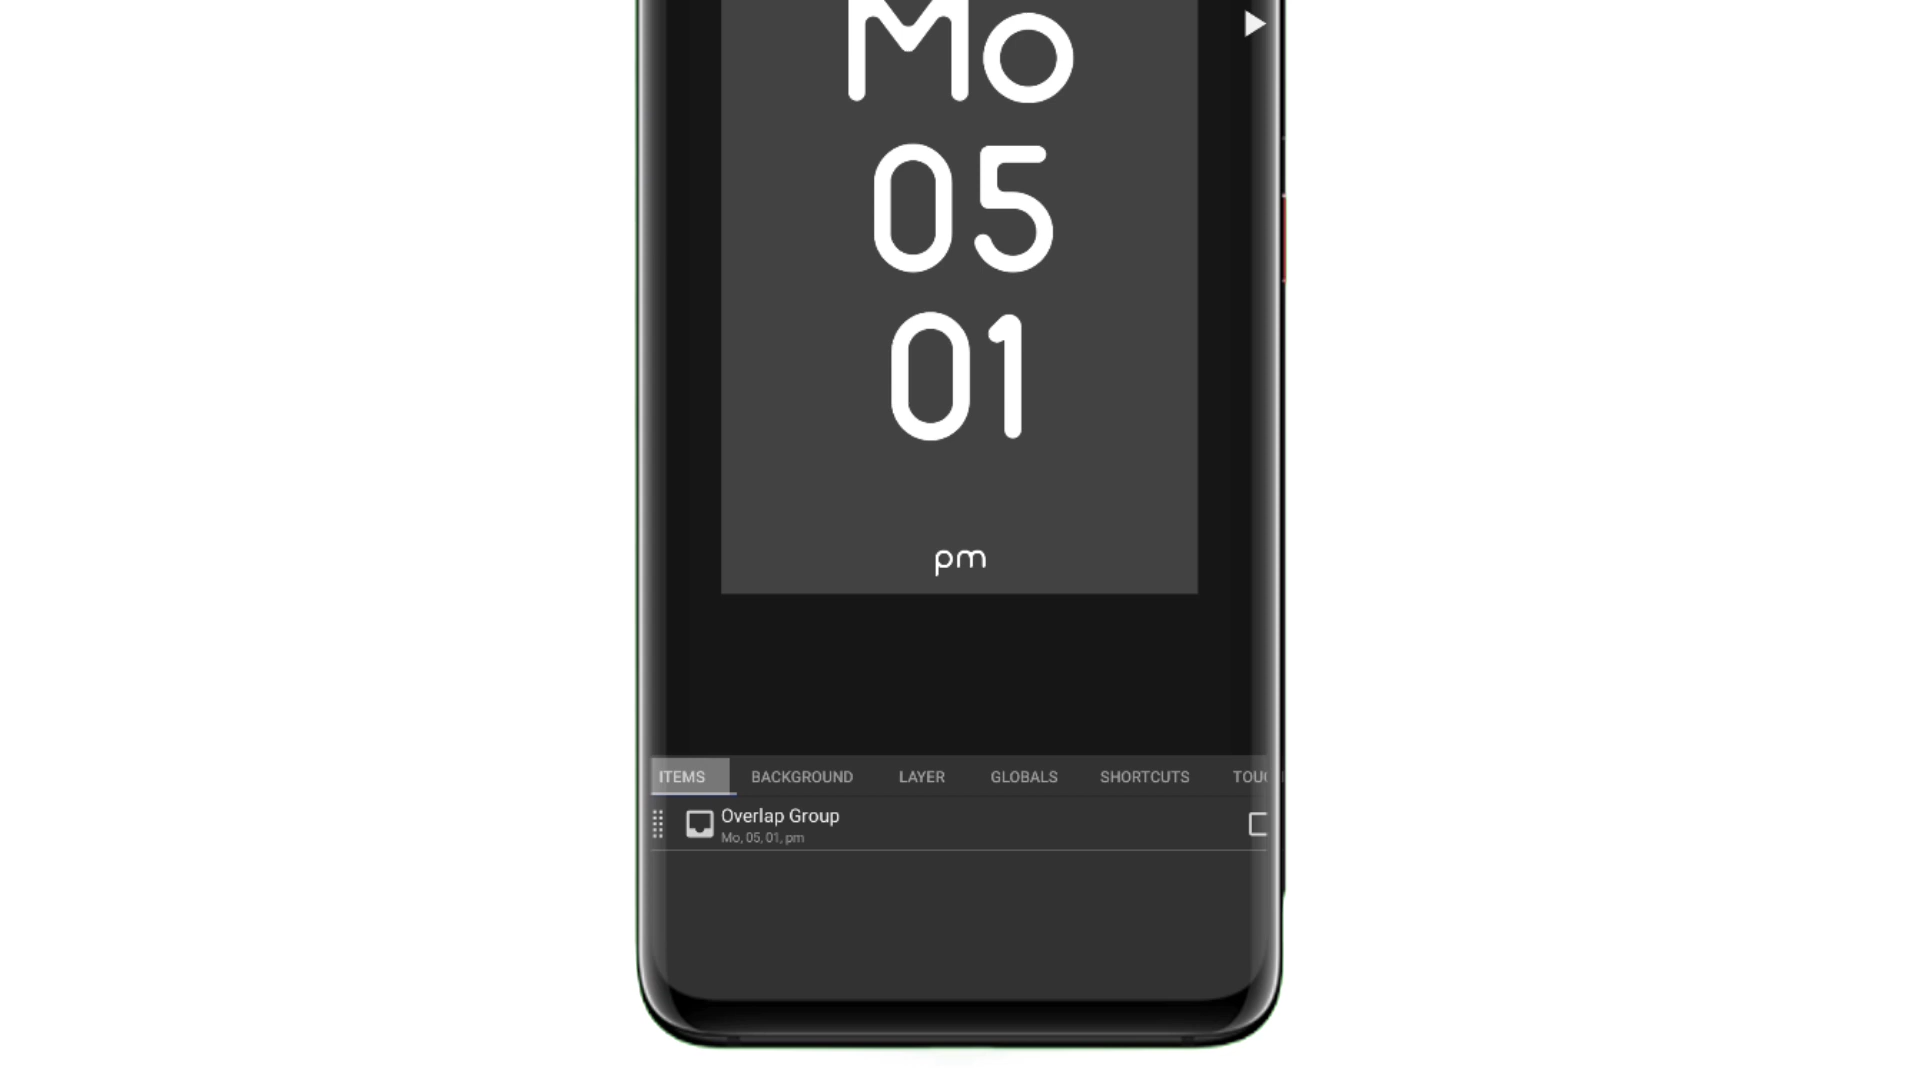 Mo
05
01
pm
ITEMS BACKGROUND LAYER GLOBALS SHORTCUTS
Overlap Group
Mo, 05, 01, pm